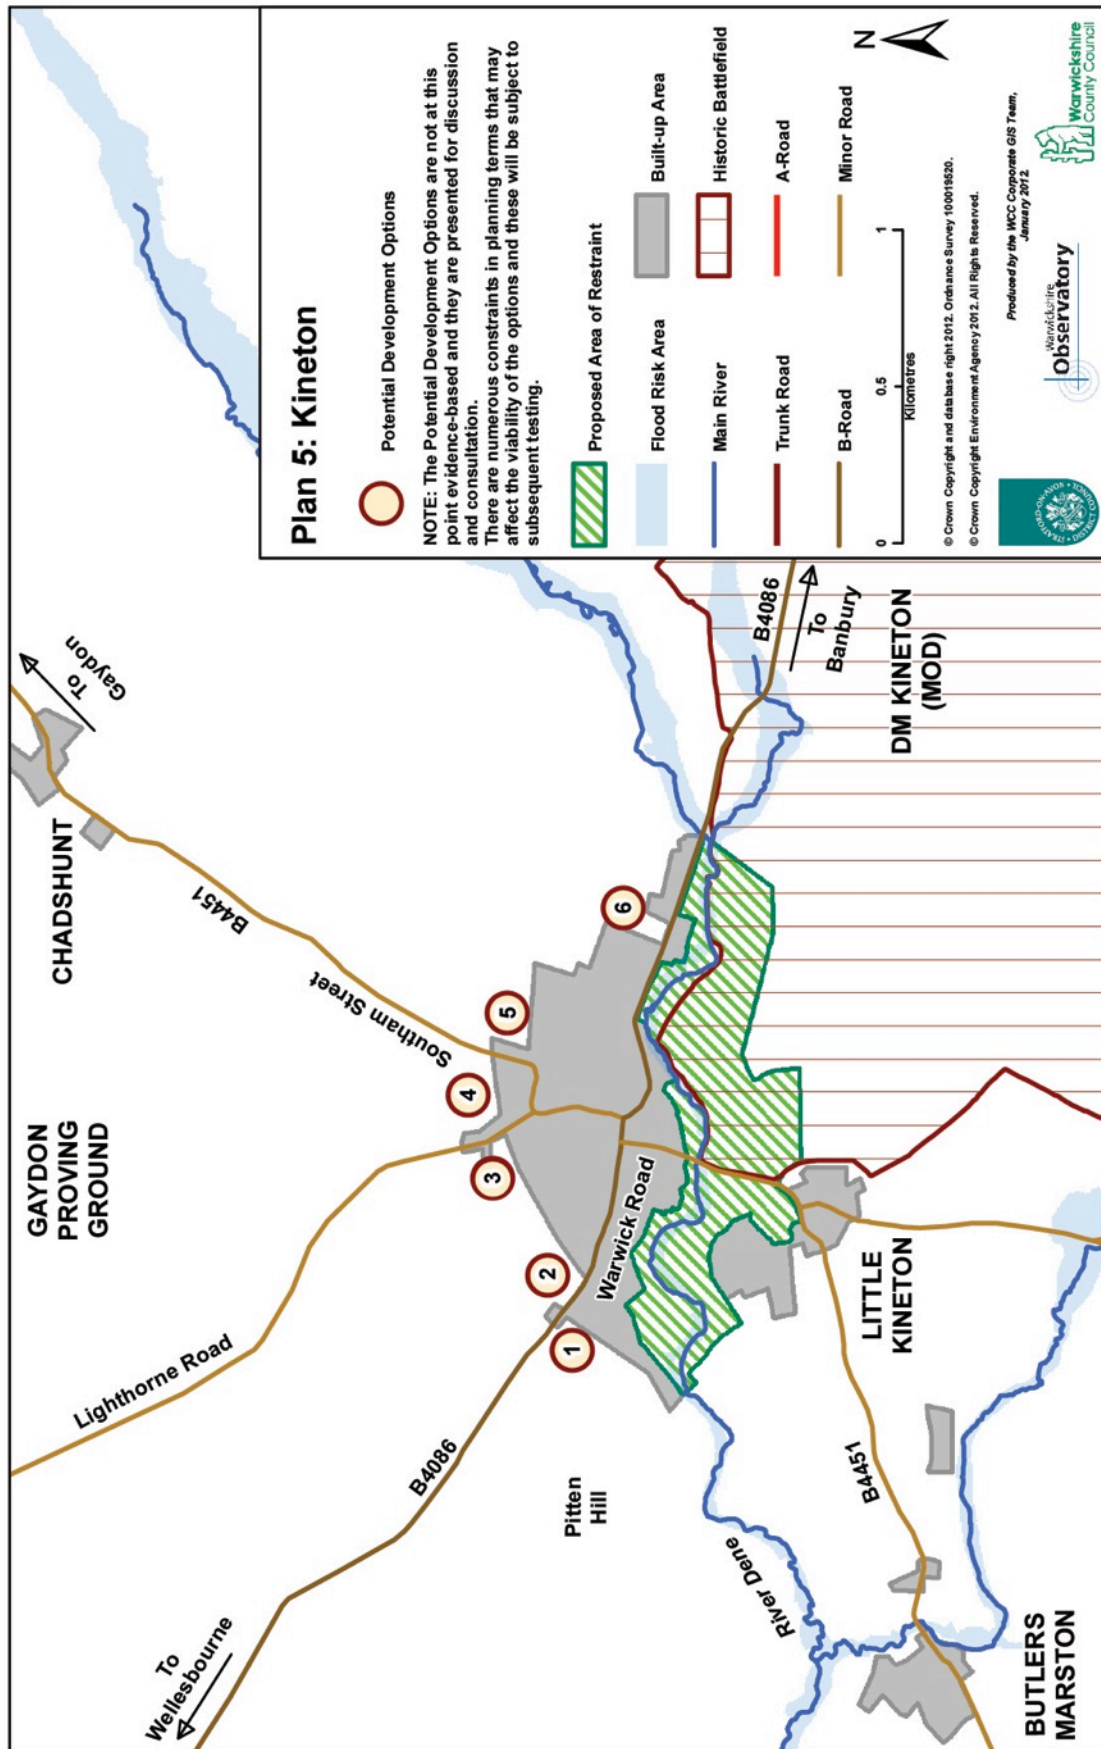 To
Wellesbourne
Lighthorne Road
GAYDON
PROVING
GROUND
CHADSHUNT
To
Gaydon
B4451
Southam Street
B4086
Pitten
Hill
1
2
3
4
5
6
Warwick Road
River Dene
B4451
LITTLE
KINETON
BUTLERS
MARSTON
B4086
To
Banbury
DM KINETON
(MOD)
Plan 5: Kineton
Potential Development Options
NOTE: The Potential Development Options are not at this
point evidence-based and they are presented for discussion
and consultation.
There are numerous constraints in planning terms that may
affect the viability of the options and these will be subject to
subsequent testing.
Proposed Area of Restraint
Flood Risk Area
Built-up Area
Main River
Historic Battlefield
Trunk Road
A-Road
B-Road
Minor Road
N
0
0.5
1
Kilometres
© Crown Copyright and database right 2012. Ordnance Survey 100019520.
© Crown Copyright Environment Agency 2012. All Rights Reserved.
Produced by the WCC Corporate GIS Team,
January 2012.
STRATFORD-ON-AVON • DISTRICT COUNCIL •
Warwickshire
Observatory
Warwickshire
County Council